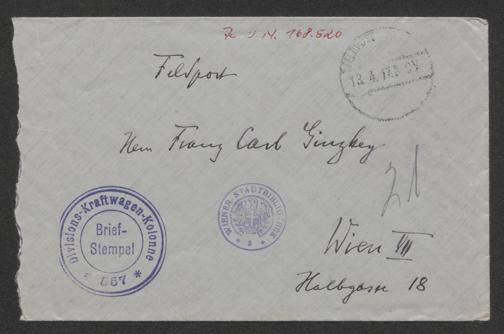 Zu I.N. 168.520
Feldpost
13.4.17
Herrn Franz Carl Ginzkey
21
Divisions-Kraftwagen-Kolonne
Brief-
Stempel
* 557 *
WIENER STADTBIBLIOTHEK
Wien VIII
Halbgasse 18